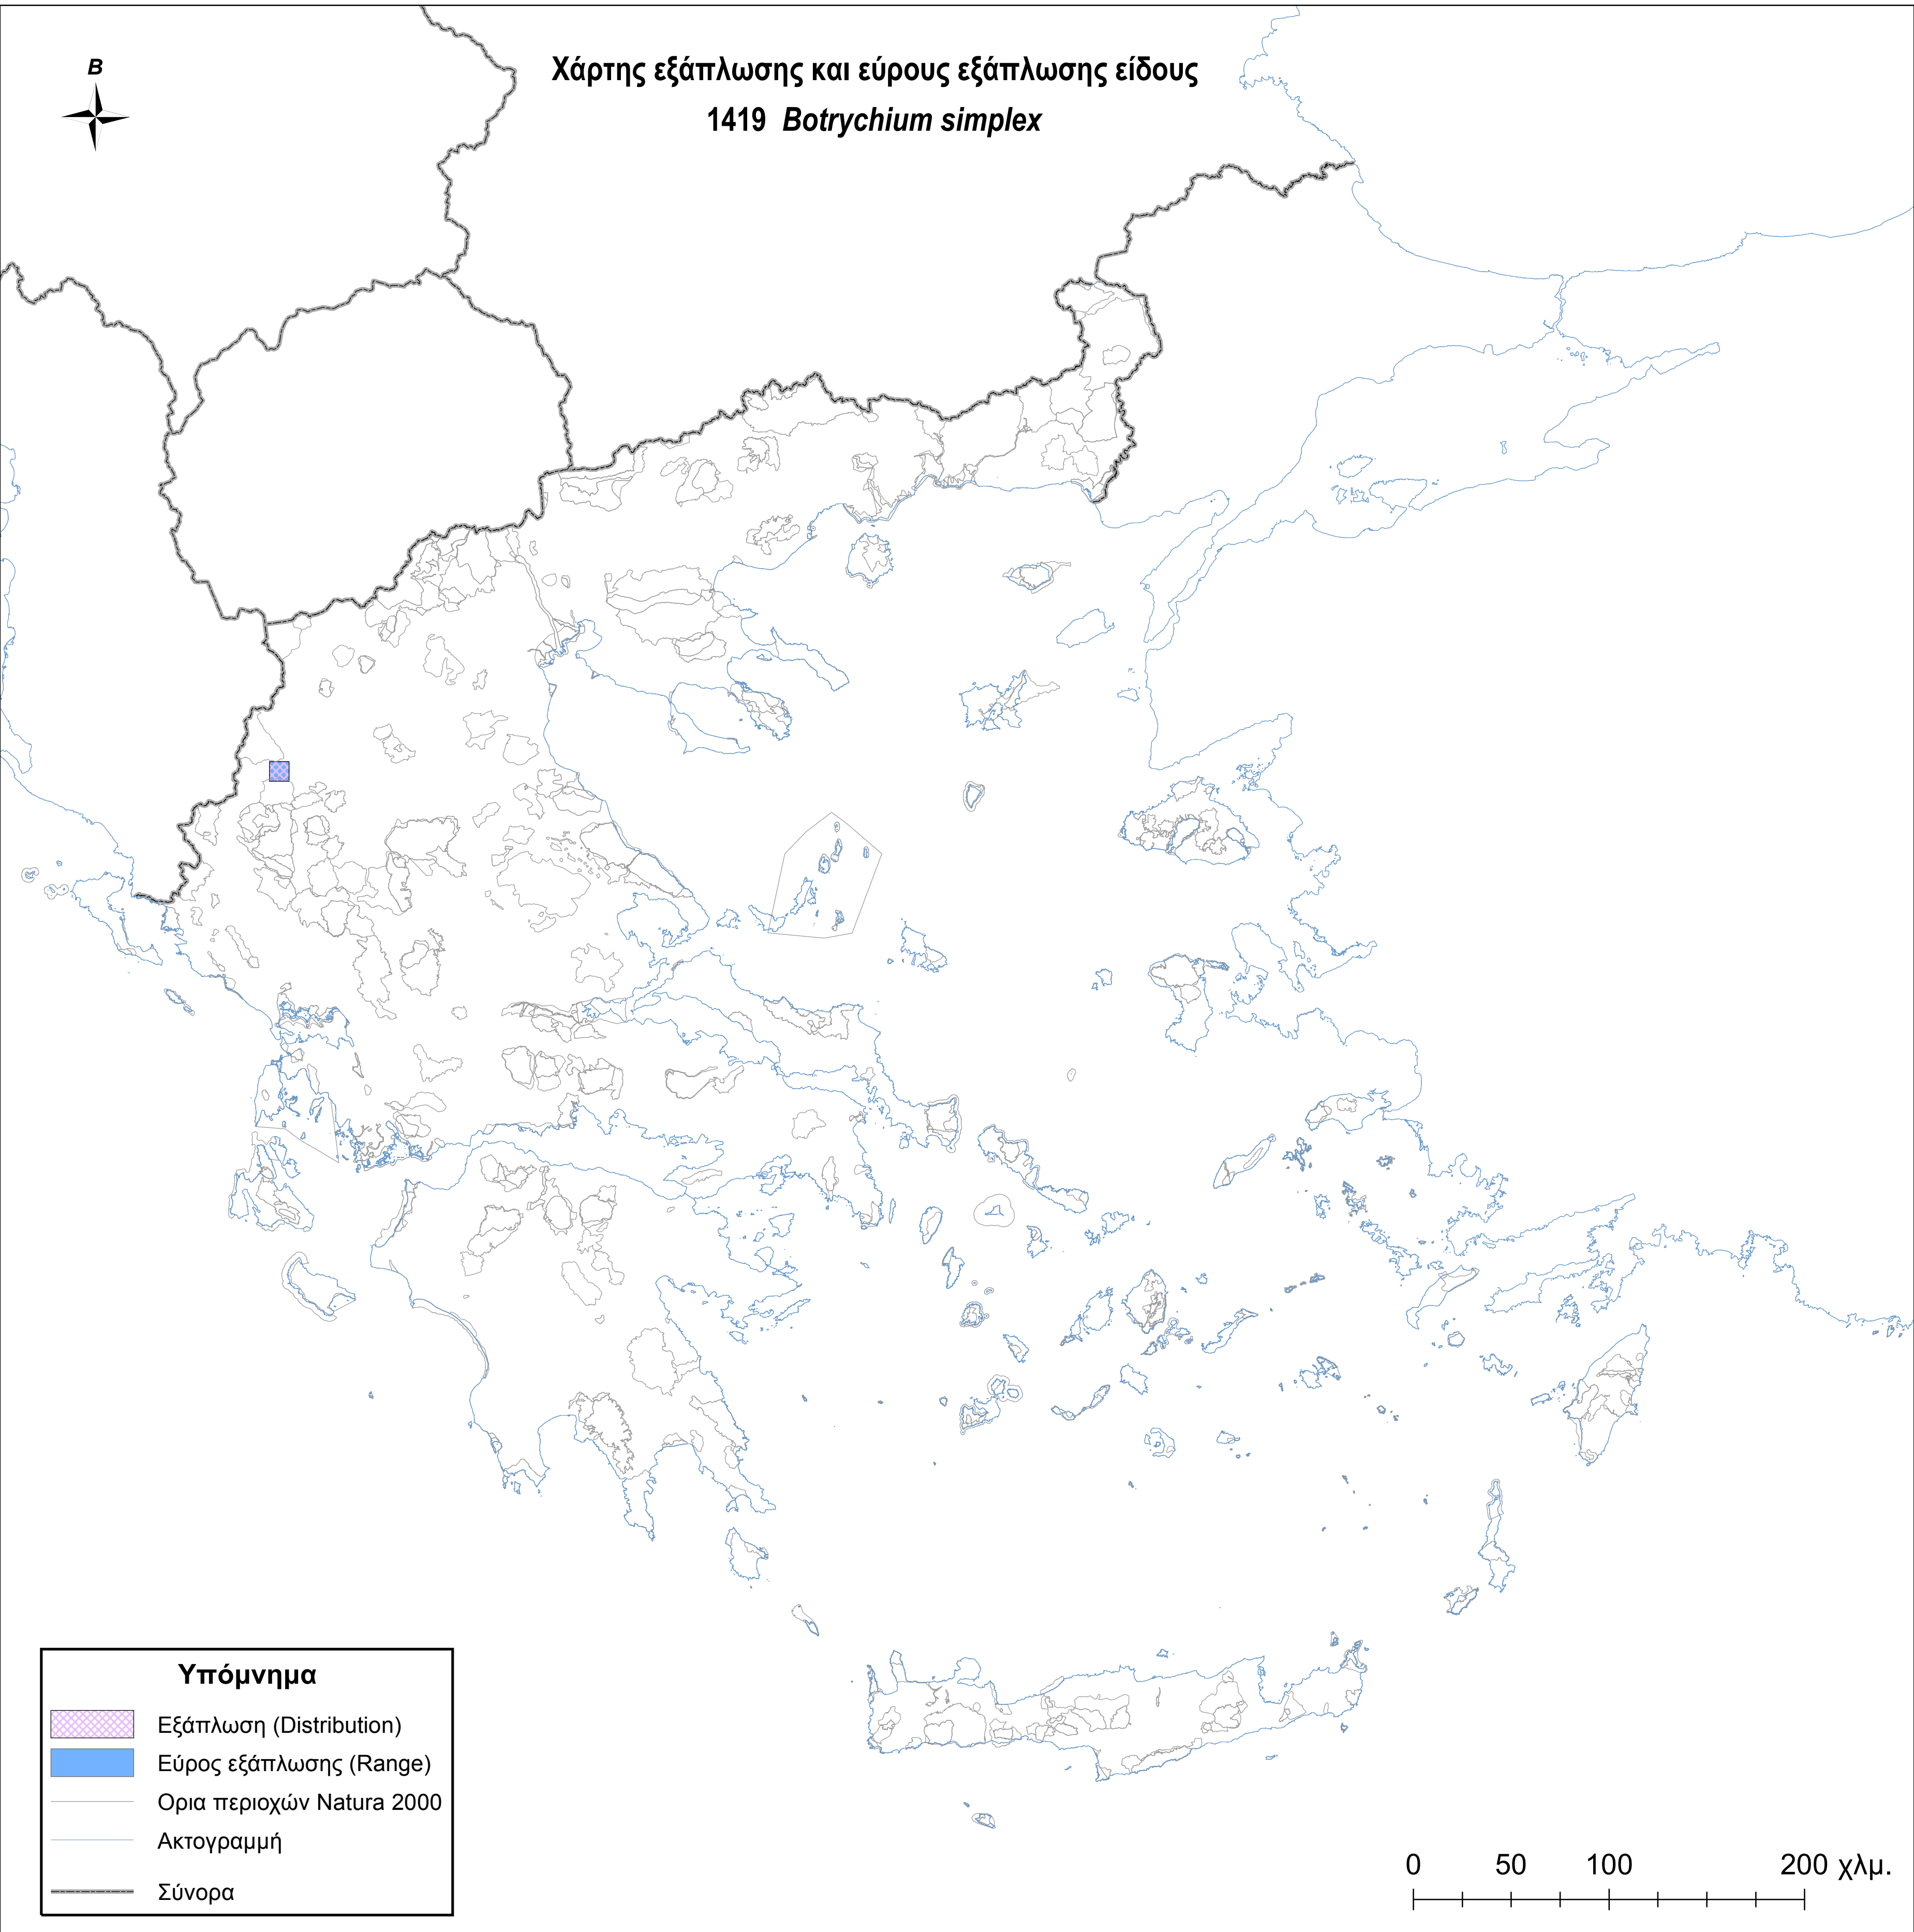 Χάρτης εξάπλωσης και εύρους εξάπλωσης είδους
1419 Botrychium simplex
Β
Υπόμνημα
Εξάπλωση (Distribution)
Εύρος εξάπλωσης (Range)
Ορια περιοχών Natura 2000
Ακτογραμμή
Σύνορα
0 50 100 200 χλμ.